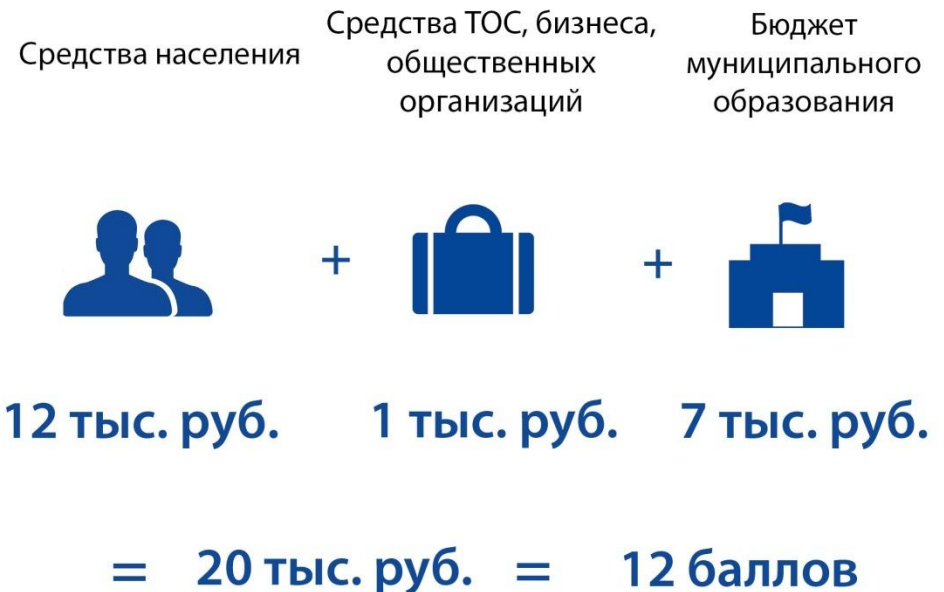 Средства населения
Средства ТОС, бизнеса,
общественных
организаций
Бюджет
муниципального
образования
+
+
12 тыс. руб.
1 тыс. руб.
7 тыс. руб.
= 20 тыс. руб. = 12 баллов